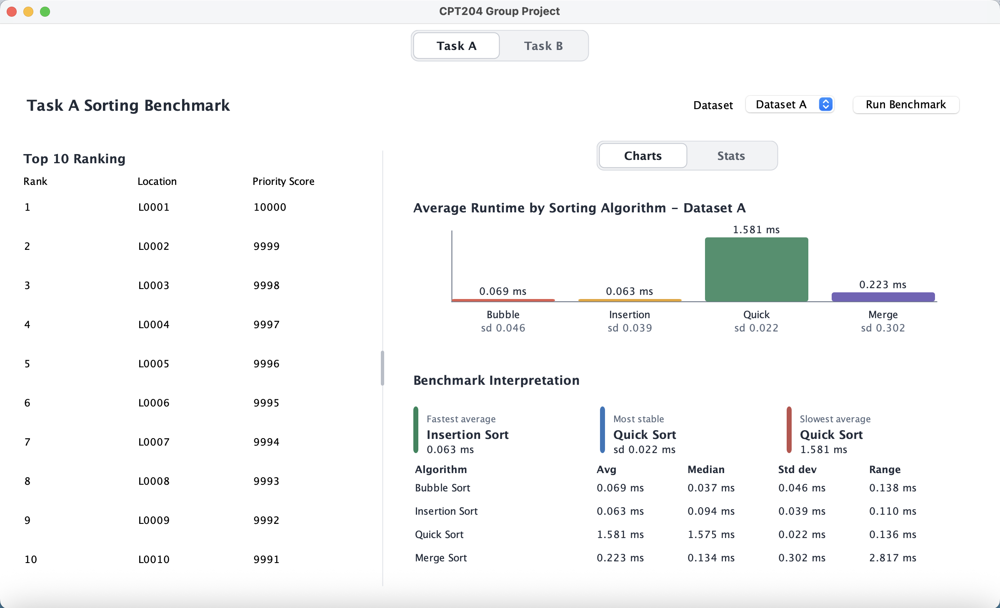 CPT204 Group Project
Task A Task B
Task A Sorting Benchmark
Dataset Dataset A Run Benchmark
Top 10 Ranking
Rank Location Priority Score
1 L0001 10000
2 L0002 9999
3 L0003 9998
4 L0004 9997
5 L0005 9996
6 L0006 9995
7 L0007 9994
8 L0008 9993
9 L0009 9992
10 L0010 9991
Charts Stats
Average Runtime by Sorting Algorithm – Dataset A
1.581 ms
0.223 ms
0.069 ms 0.063 ms
Bubble Insertion Quick Merge
sd 0.046 sd 0.039 sd 0.022 sd 0.302
Benchmark Interpretation
Fastest average
Insertion Sort
0.063 ms
Most stable
Quick Sort
sd 0.022 ms
Slowest average
Quick Sort
1.581 ms
Algorithm Avg Median Std dev Range
Bubble Sort 0.069 ms 0.037 ms 0.046 ms 0.138 ms
Insertion Sort 0.063 ms 0.094 ms 0.039 ms 0.110 ms
Quick Sort 1.581 ms 1.575 ms 0.022 ms 0.136 ms
Merge Sort 0.223 ms 0.134 ms 0.302 ms 2.817 ms